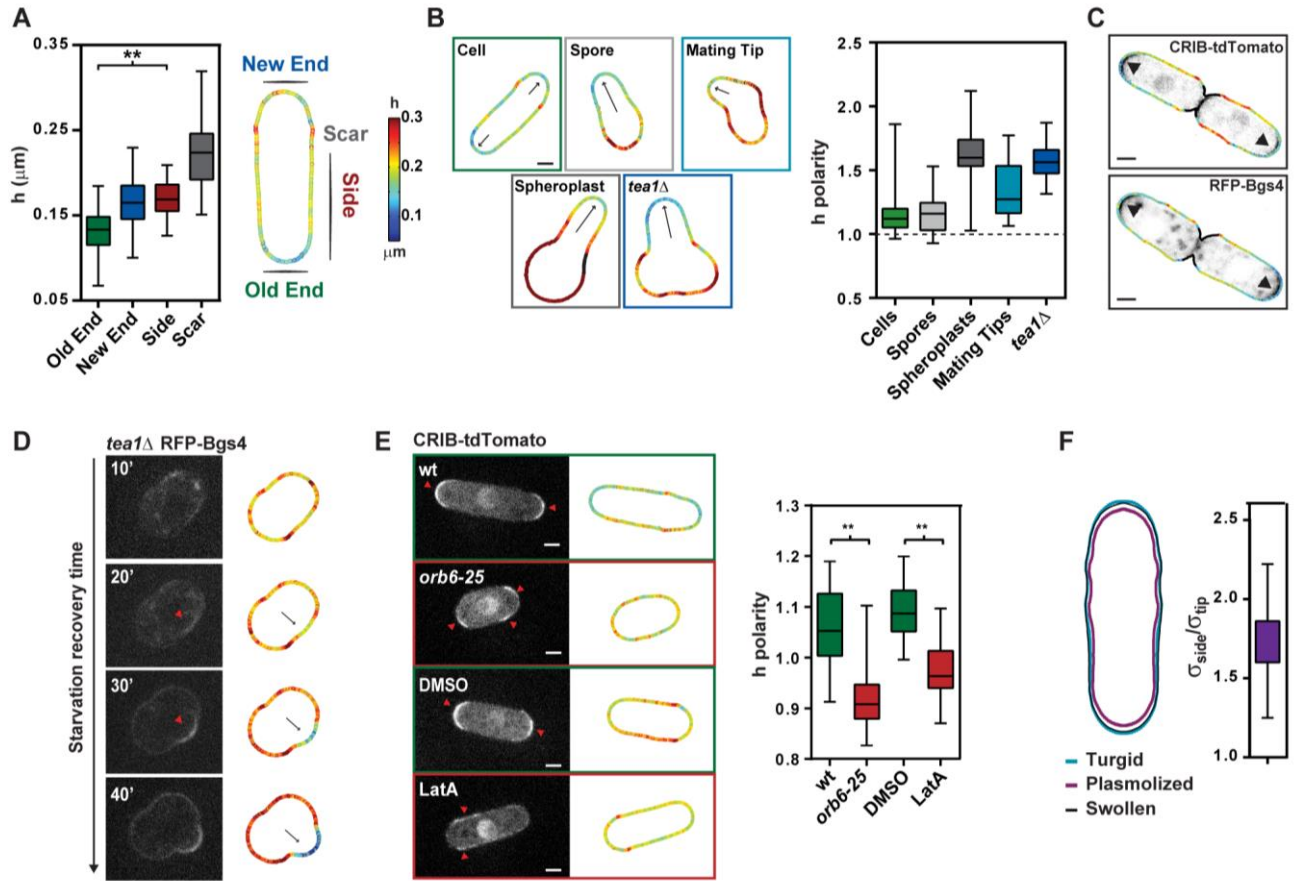 A
0.35
0.25
0.15
0.05
h (μm)
**
Old End
New End
Side
Scar
New End
Scar
Side
Old End
h
0.3
0.2
0.1
μm
B
Cell
Spore
Mating Tip
Spheroplast
tea1Δ
2.5
2.0
1.5
1.0
0.5
h polarity
Cells
Spores
Spheroplasts
Mating Tips
tea1Δ
C
CRIB-tdTomato
RFP-Bgs4
D
tea1Δ RFP-Bgs4
10’
20’
30’
40’
Starvation recovery time
E
CRIB-tdTomato
wt
orb6-25
DMSO
LatA
1.3
1.2
1.1
1.0
0.9
0.8
h polarity
**
**
wt
orb6-25
DMSO
LatA
F
Turgid
Plasmolized
Swollen
2.5
2.0
1.5
1.0
σside/σtip